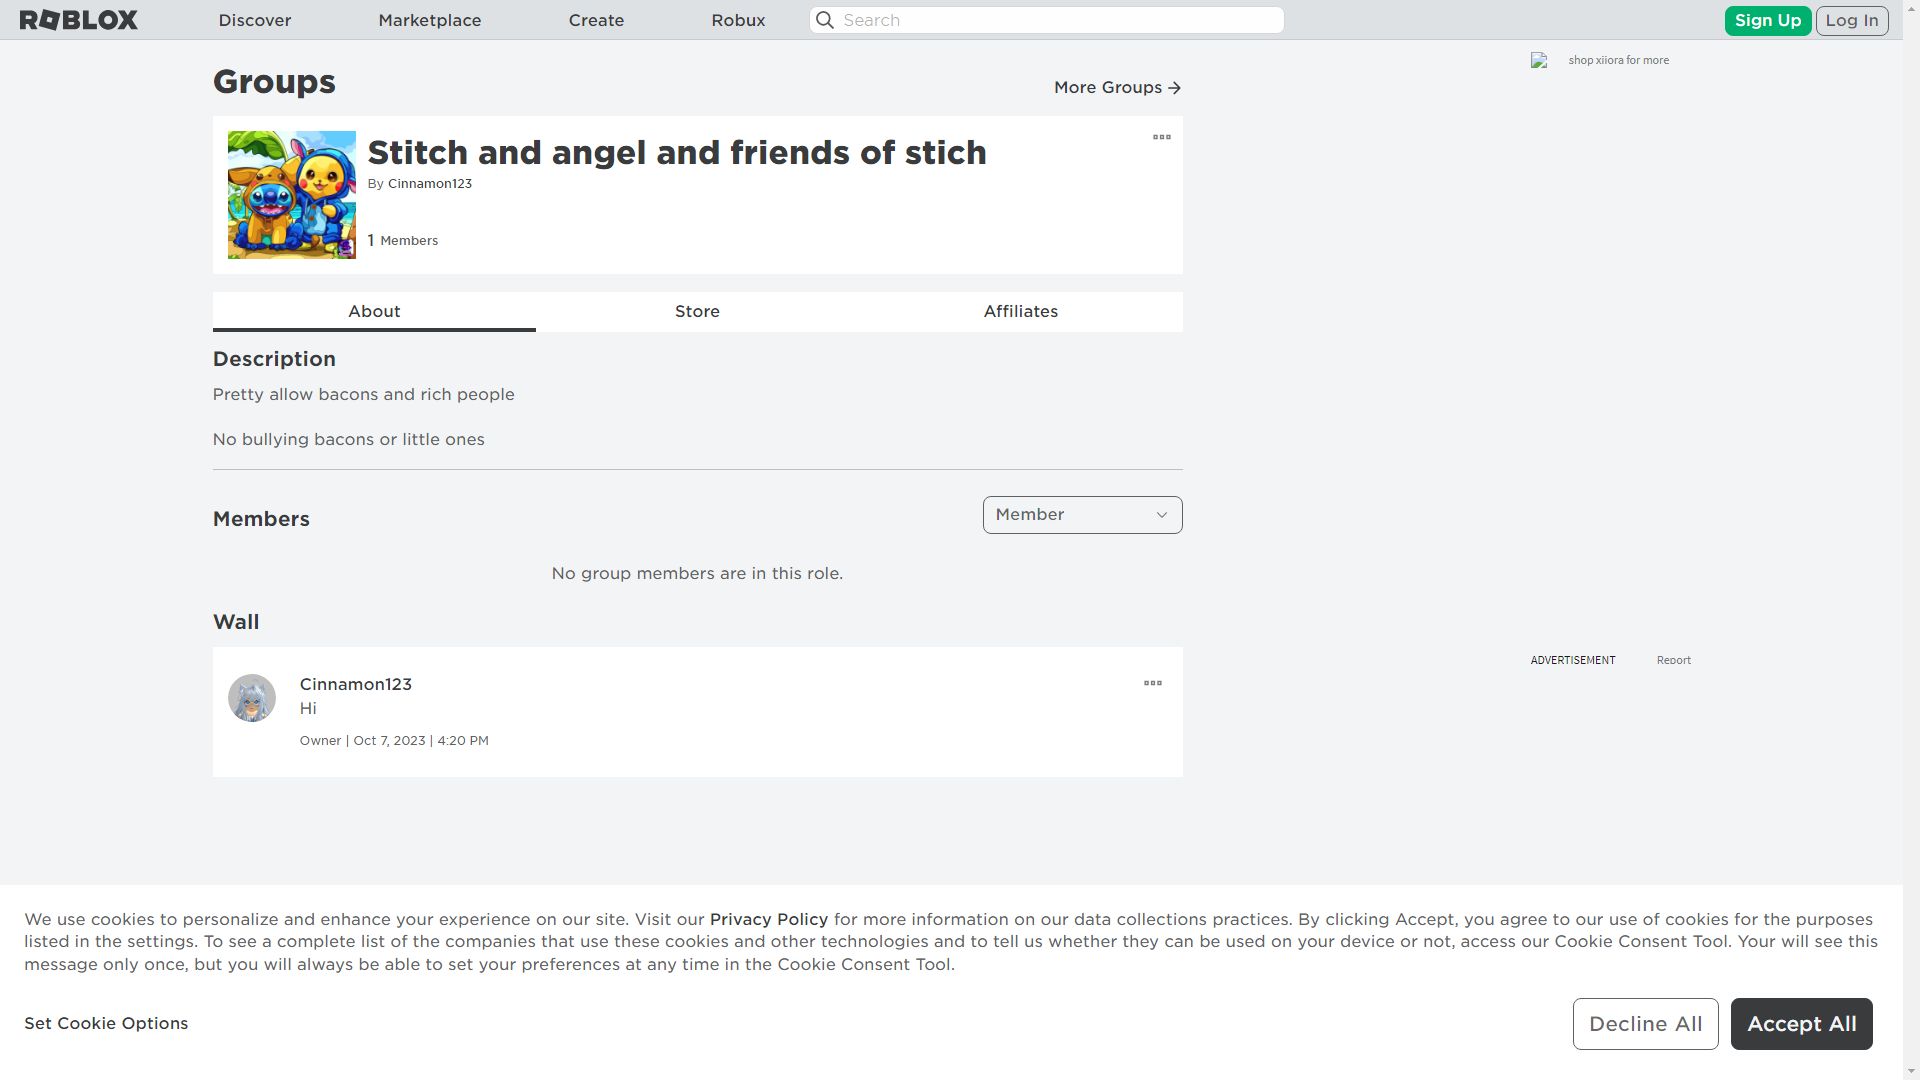 ROBLOX
Discover
Marketplace
Create
Robux
Search
Sign Up
Log In
shop xiiora for more
Groups
More Groups
Stitch and angel and friends of stich
By Cinnamon123
1 Members
About
Store
Affiliates
Description
Pretty allow bacons and rich people
No bullying bacons or little ones
Members
Member
No group members are in this role.
Wall
ADVERTISEMENT
Report
Cinnamon123
Hi
Owner | Oct 7, 2023 | 4:20 PM
We use cookies to personalize and enhance your experience on our site. Visit our Privacy Policy for more information on our data collections practices. By clicking Accept, you agree to our use of cookies for the purposes
listed in the settings. To see a complete list of the companies that use these cookies and other technologies and to tell us whether they can be used on your device or not, access our Cookie Consent Tool. Your will see this
message only once, but you will always be able to set your preferences at any time in the Cookie Consent Tool.
Set Cookie Options
Decline All
Accept All